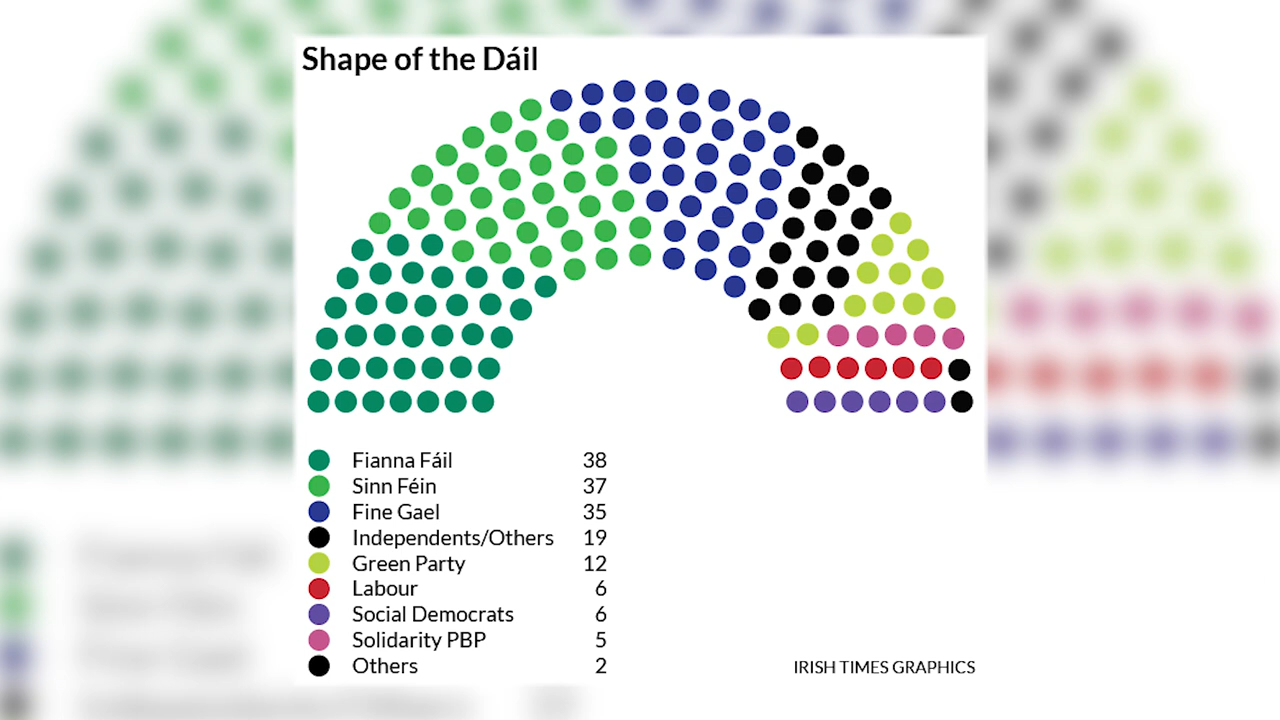 Shape of the Dáil
Fianna Fáil 38
Sinn Féin 37
Fine Gael 35
Independents/Others 19
Green Party 12
Labour 6
Social Democrats 6
Solidarity PBP 5
Others 2
IRISH TIMES GRAPHICS